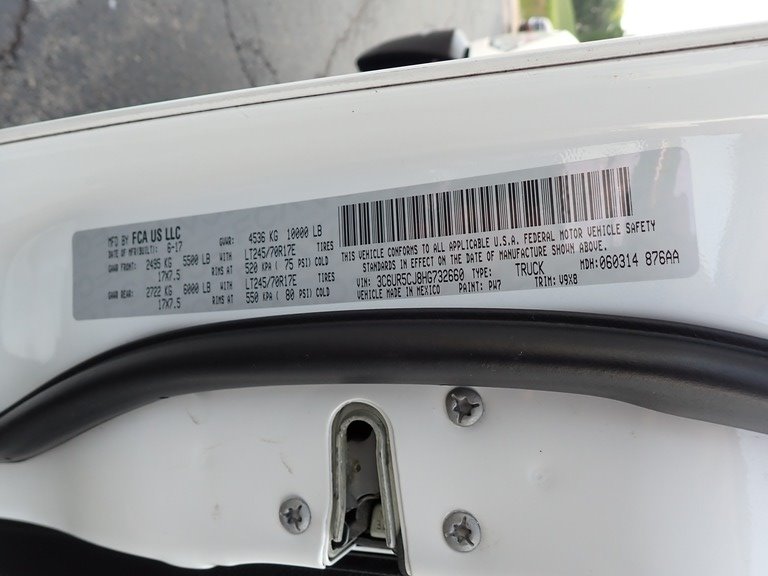 MFD BY FCA US LLC
DATE OF MFR(BUILT): 6-17 GVWR: 4536 KG 10000 LB
GAWR FRONT: 2495 KG 5500 LB WITH LT245/70R17E TIRES
17X7.5 RIMS AT 520 KPA ( 75 PSI) COLD
GAWR REAR: 2722 KG 6000 LB WITH LT245/70R17E TIRES
17X7.5 RIMS AT 550 KPA ( 80 PSI) COLD
THIS VEHICLE CONFORMS TO ALL APPLICABLE U.S.A. FEDERAL MOTOR VEHICLE SAFETY
STANDARDS IN EFFECT ON THE DATE OF MANUFACTURE SHOWN ABOVE.
VIN: 3C6UR5CJ8HG732660 TYPE: TRUCK MDH: 060314 876AA
VEHICLE MADE IN MEXICO PAINT: PW7 TRIM: V9X8